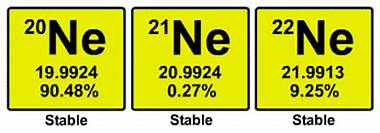 20Ne 21Ne 22Ne
19.9924 20.9924 21.9913
90.48% 0.27% 9.25%
Stable Stable Stable